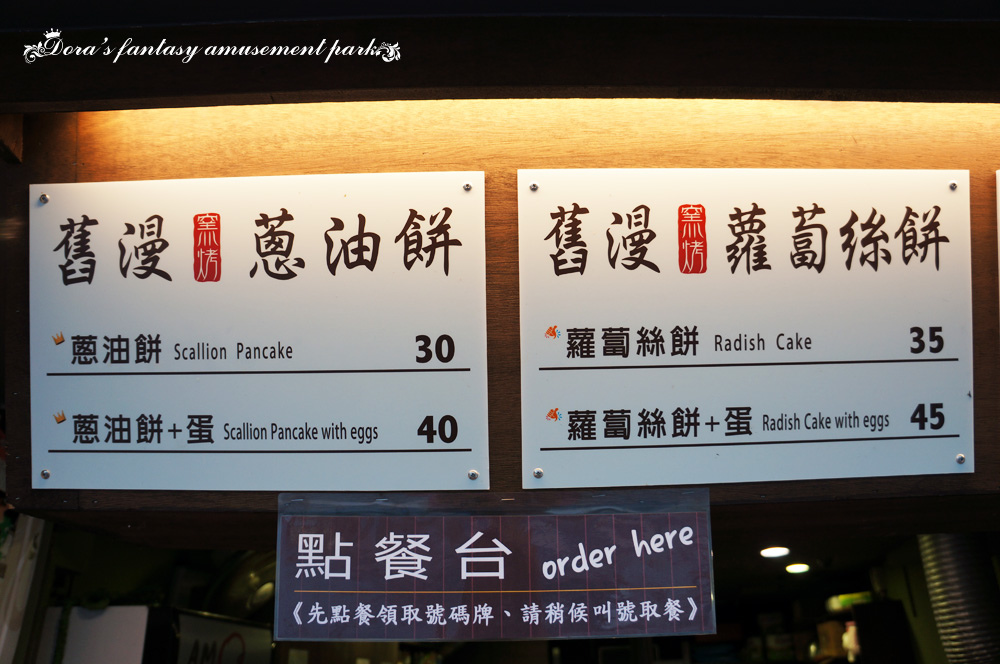 Dora's fantasy amusement park
舊漫 窯烤 蔥油餅
蔥油餅 Scallion Pancake 30
蔥油餅+蛋 Scallion Pancake with eggs 40
舊漫 窯烤 蘿蔔絲餅
蘿蔔絲餅 Radish Cake 35
蘿蔔絲餅+蛋 Radish Cake with eggs 45
點餐台 order here
《先點餐領取號碼牌、請稍候叫號取餐》